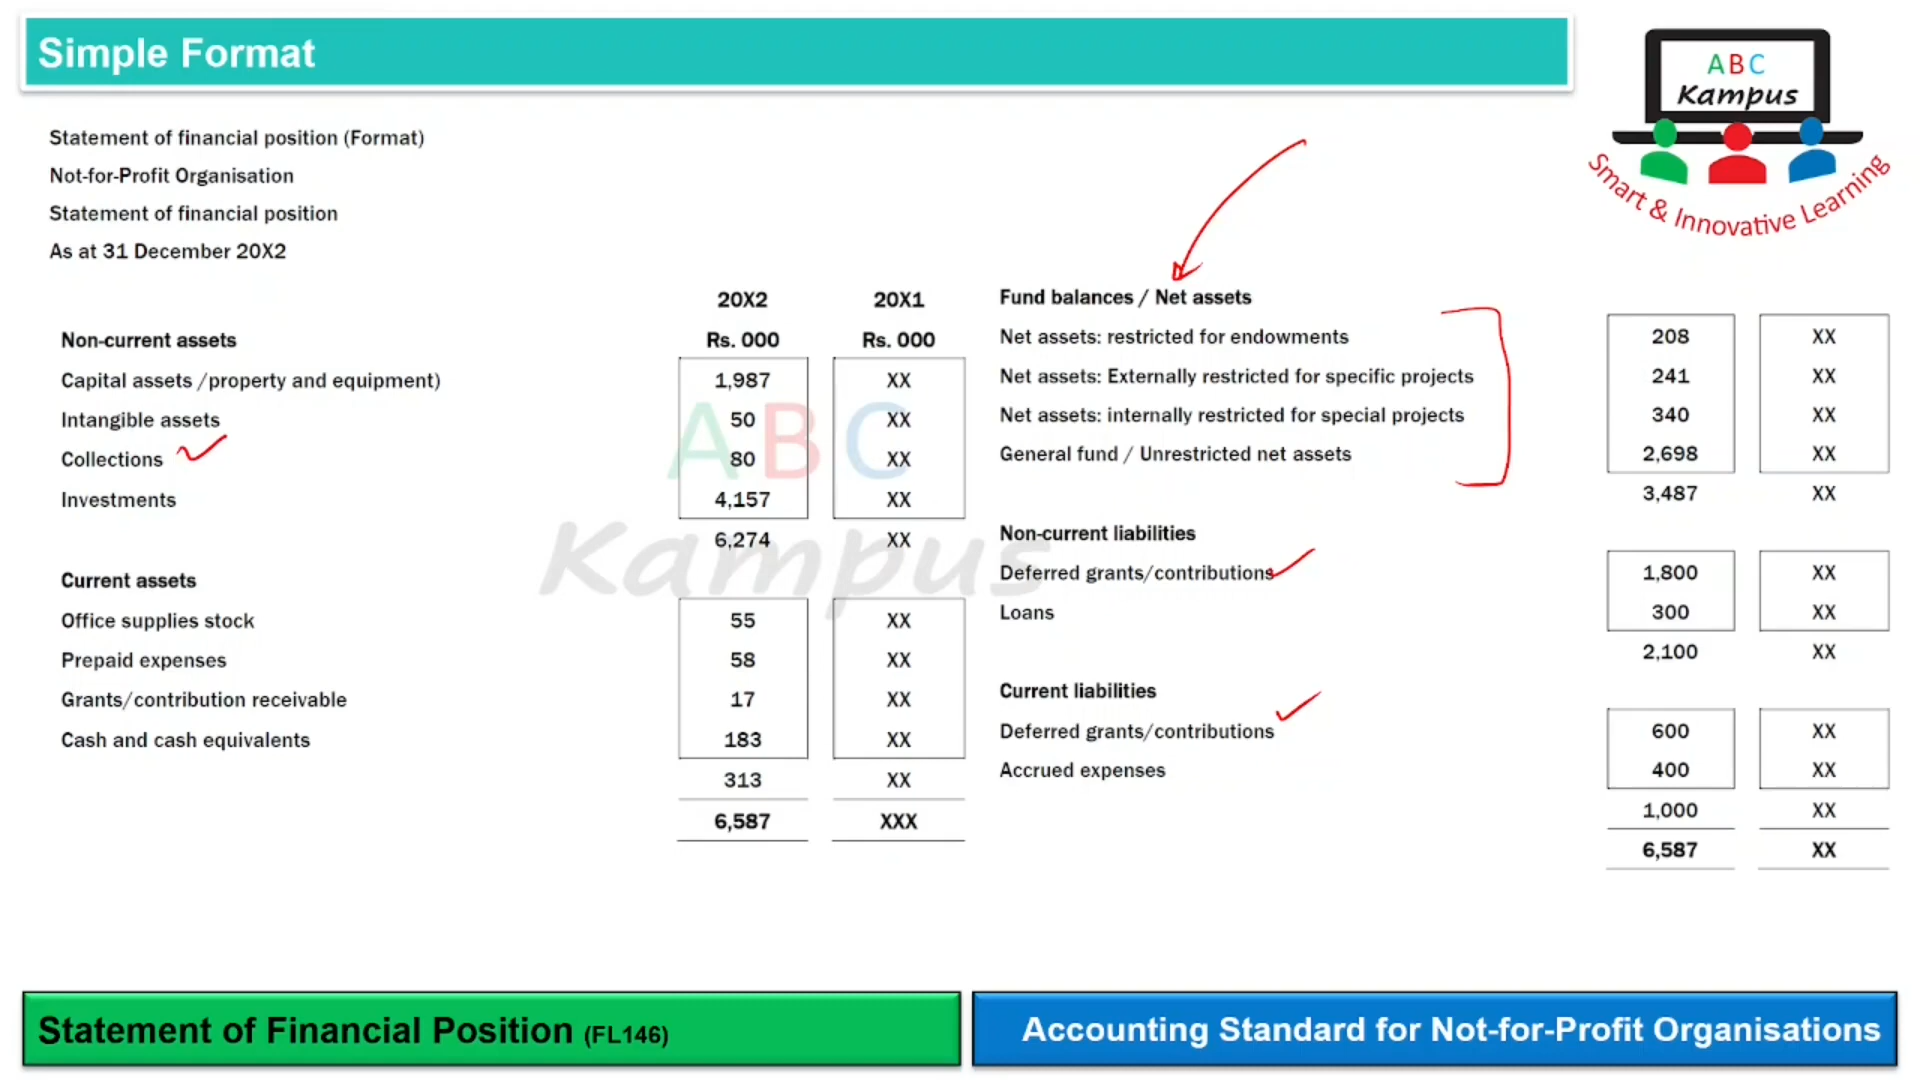 Simple Format
ABC
Kampus
Smart & Innovative Learning
Statement of financial position (Format)
Not-for-Profit Organisation
Statement of financial position
As at 31 December 20X2
20X2 20X1
Non-current assets Rs. 000 Rs. 000
Capital assets /property and equipment) 1,987 XX
Intangible assets 50 XX
Collections 80 XX
Investments 4,157 XX
6,274 XX
Current assets
Office supplies stock 55 XX
Prepaid expenses 58 XX
Grants/contribution receivable 17 XX
Cash and cash equivalents 183 XX
313 XX
6,587 XXX
Fund balances / Net assets
Net assets: restricted for endowments 208 XX
Net assets: Externally restricted for specific projects 241 XX
Net assets: internally restricted for special projects 340 XX
General fund / Unrestricted net assets 2,698 XX
3,487 XX
Non-current liabilities
Deferred grants/contributions 1,800 XX
Loans 300 XX
2,100 XX
Current liabilities
Deferred grants/contributions 600 XX
Accrued expenses 400 XX
1,000 XX
6,587 XX
ABC
Kampus
Statement of Financial Position (FL146)
Accounting Standard for Not-for-Profit Organisations